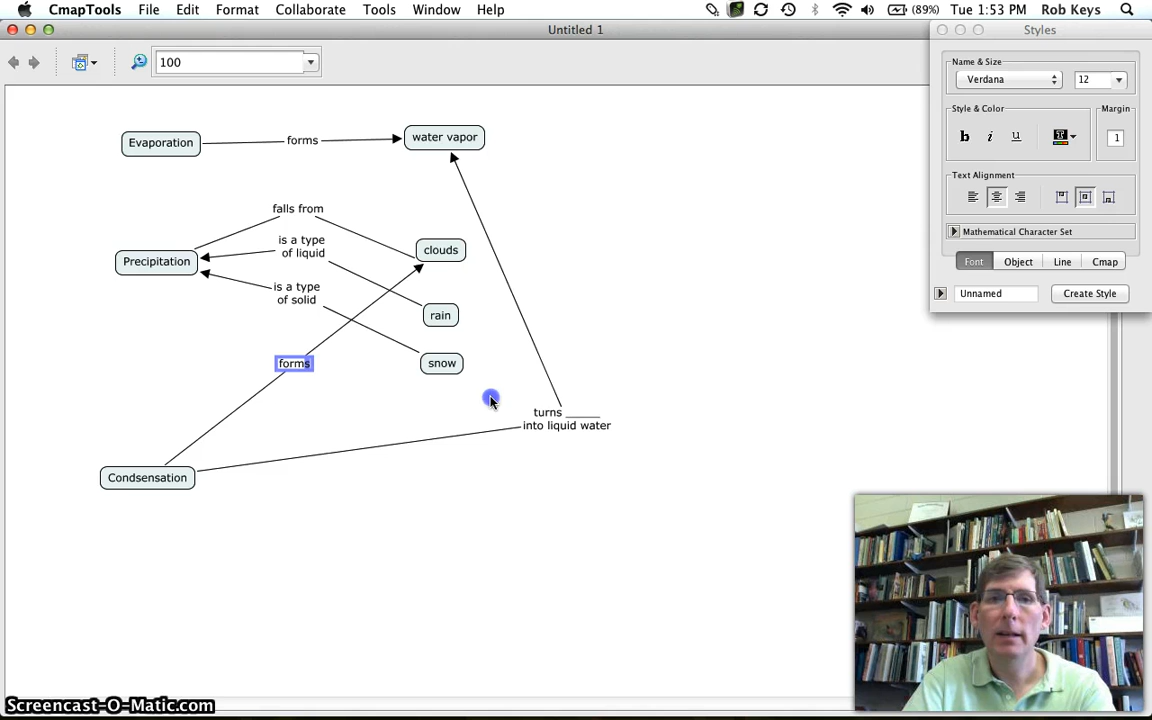 CmapTools File Edit Format Collaborate Tools Window Help (89%) Tue 1:53 PM Rob Keys
Untitled 1
Styles
100
Name & Size
Verdana 12
Style & Color Margin
b i u T 1
Text Alignment
Mathematical Character Set
Font Object Line Cmap
Unnamed Create Style
Evaporation forms water vapor
falls from
clouds
is a type
of liquid
Precipitation
is a type
of solid
rain
forms
snow
turns _____
into liquid water
Condsensation
Screencast-O-Matic.com